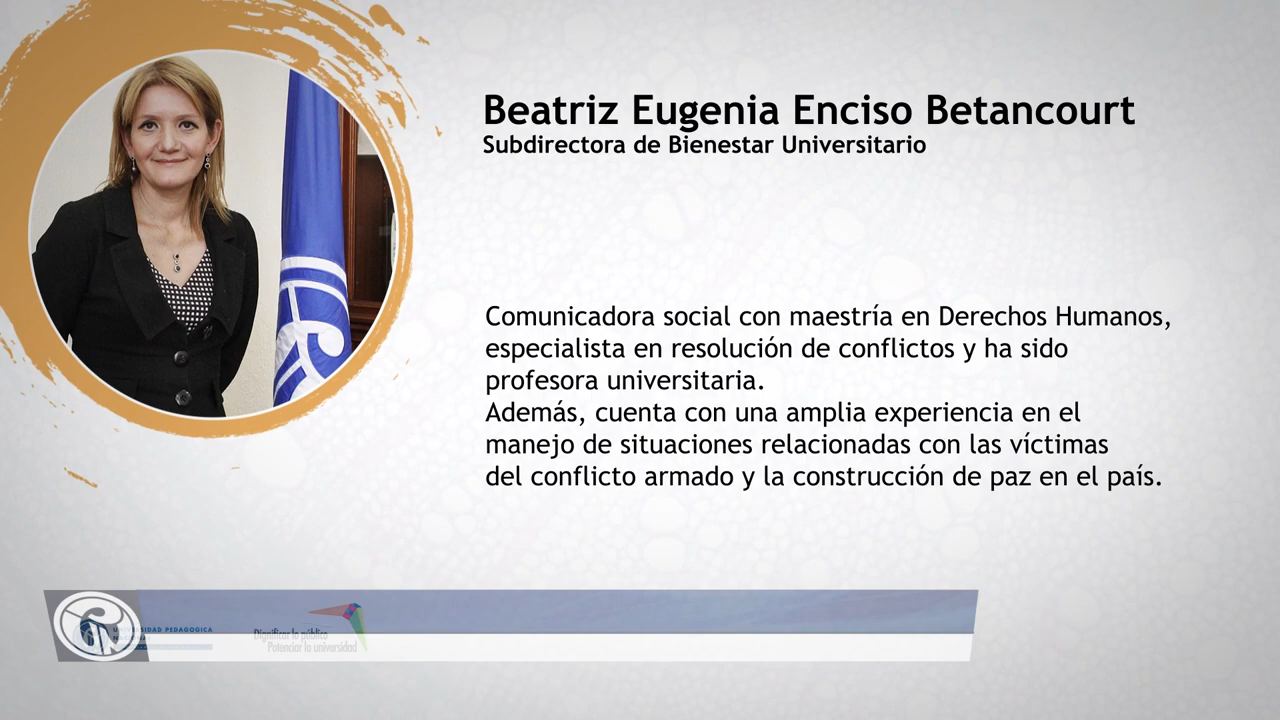 Beatriz Eugenia Enciso Betancourt
Subdirectora de Bienestar Universitario
Comunicadora social con maestría en Derechos Humanos,
especialista en resolución de conflictos y ha sido
profesora universitaria.
Además, cuenta con una amplia experiencia en el
manejo de situaciones relacionadas con las víctimas
del conflicto armado y la construcción de paz en el país.
PEDAGOGICA
Dignificar lo público
Potenciar la universidad